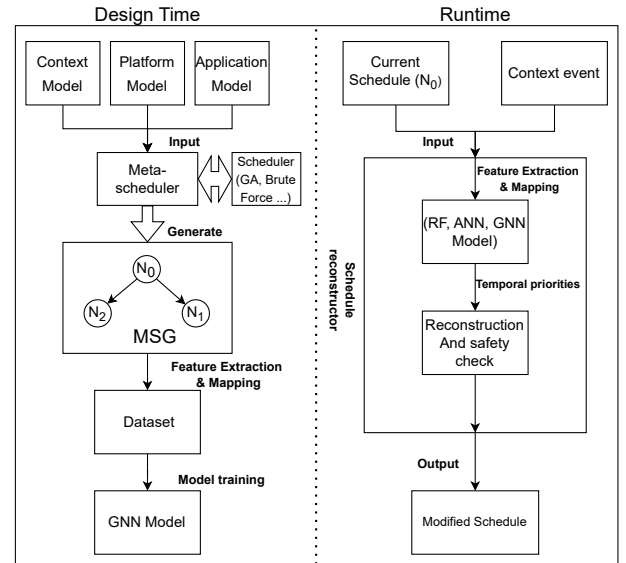 Design Time
Runtime
Context
Model
Platform
Model
Application
Model
Input
Meta-
scheduler
Scheduler
(GA, Brute
Force ...)
Generate
N0
N2
N1
MSG
Feature Extraction
& Mapping
Dataset
Model training
GNN Model
Current
Schedule (N0)
Context event
Input
Schedule
reconstructor
Feature Extraction
& Mapping
(RF, ANN, GNN
Model)
Temporal priorities
Reconstruction
And safety
check
Output
Modified Schedule